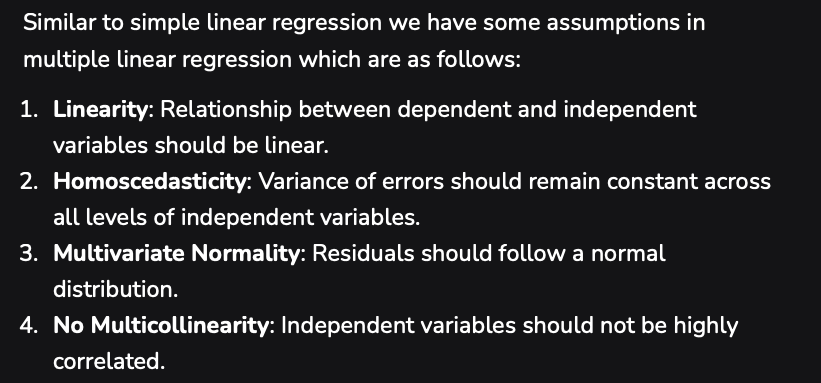 Similar to simple linear regression we have some assumptions in
multiple linear regression which are as follows:
1. Linearity: Relationship between dependent and independent
variables should be linear.
2. Homoscedasticity: Variance of errors should remain constant across
all levels of independent variables.
3. Multivariate Normality: Residuals should follow a normal
distribution.
4. No Multicollinearity: Independent variables should not be highly
correlated.